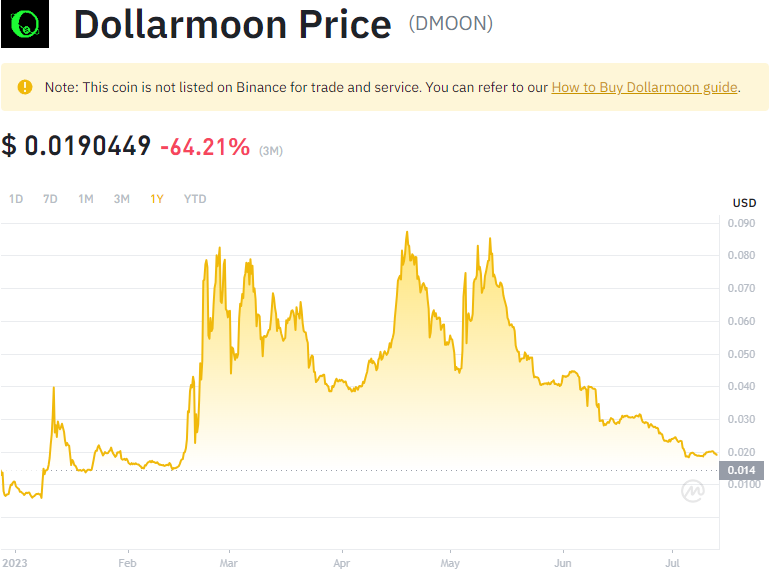 Dollarmoon Price (DMOON)
Note: This coin is not listed on Binance for trade and service. You can refer to our How to Buy Dollarmoon guide.
$ 0.0190449 -64.21% (3M)
1D 7D 1M 3M 1Y YTD
USD
0.090
0.080
0.070
0.060
0.050
0.040
0.030
0.020
0.014
0.0100
2023 Feb Mar Apr May Jun Jul